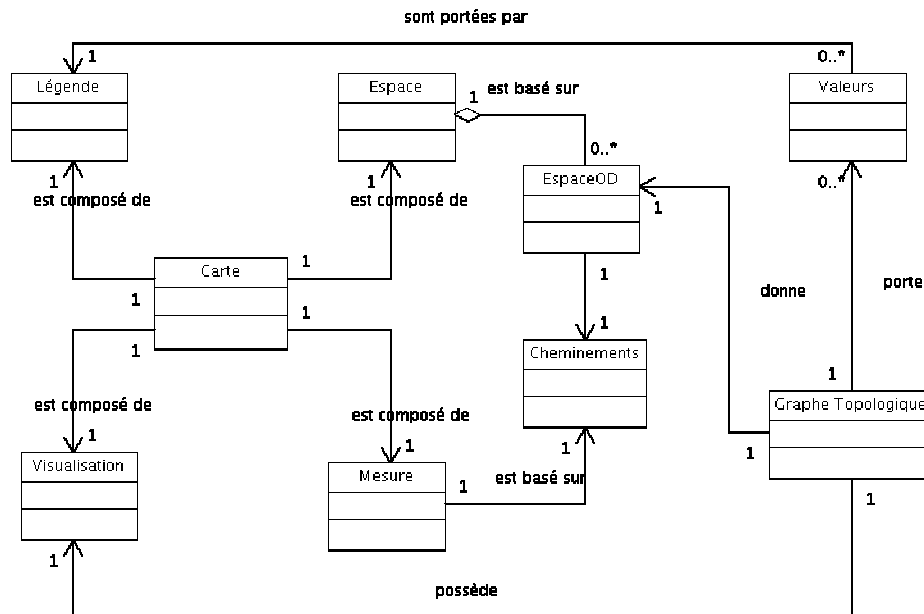 sont portées par
1
0..*
Légende
Espace
Valeurs
1
est basé sur
0..*
EspaceOD
1
est composé de
1
est composé de
0..*
1
Carte
1
1
1
donne
porte
1
1
1
1
Cheminements
1
Graphe Topologique
est composé de
1
est composé de
1
1
1
Visualisation
Mesure
1
est basé sur
1
1
possède